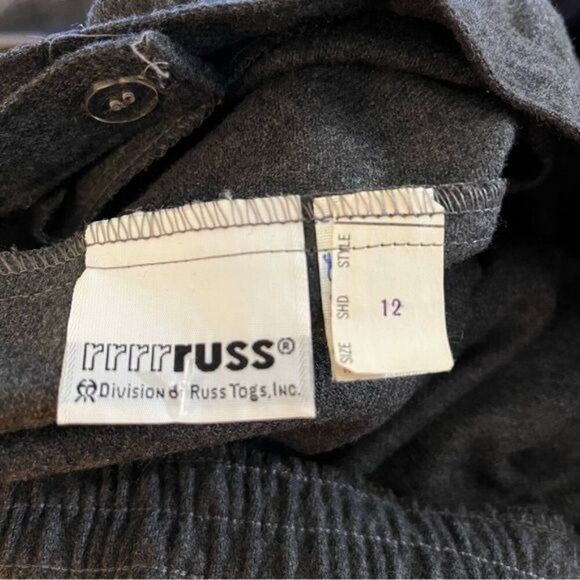 rrrrruss®
Division of Russ Togs, Inc.
STYLE
SHD
SIZE
12